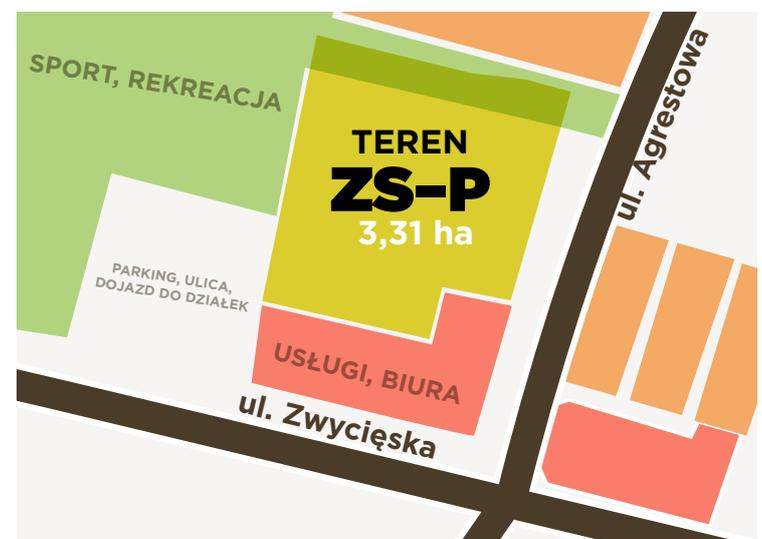 SPORT, REKREACJA
ul. Agrestowa
TEREN
ZS–P
3,31 ha
PARKING, ULICA,
DOJAZD DO DZIAŁEK
USŁUGI, BIURA
ul. Zwycięska